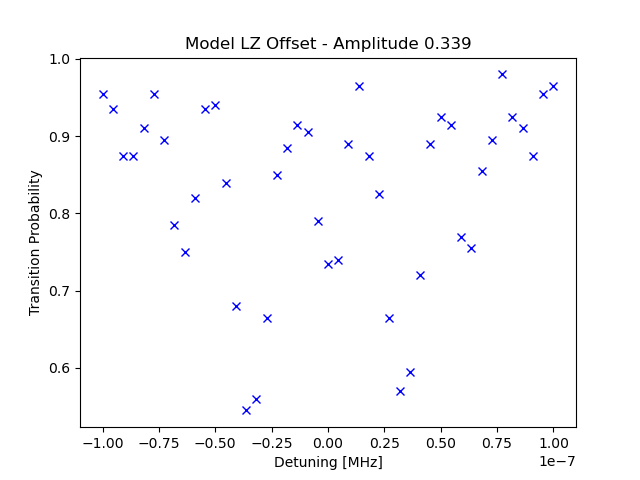 Model LZ Offset - Amplitude 0.339
Transition Probability
1.0
0.9
0.8
0.7
0.6
−1.00 −0.75 −0.50 −0.25 0.00 0.25 0.50 0.75 1.00
1e−7
Detuning [MHz]